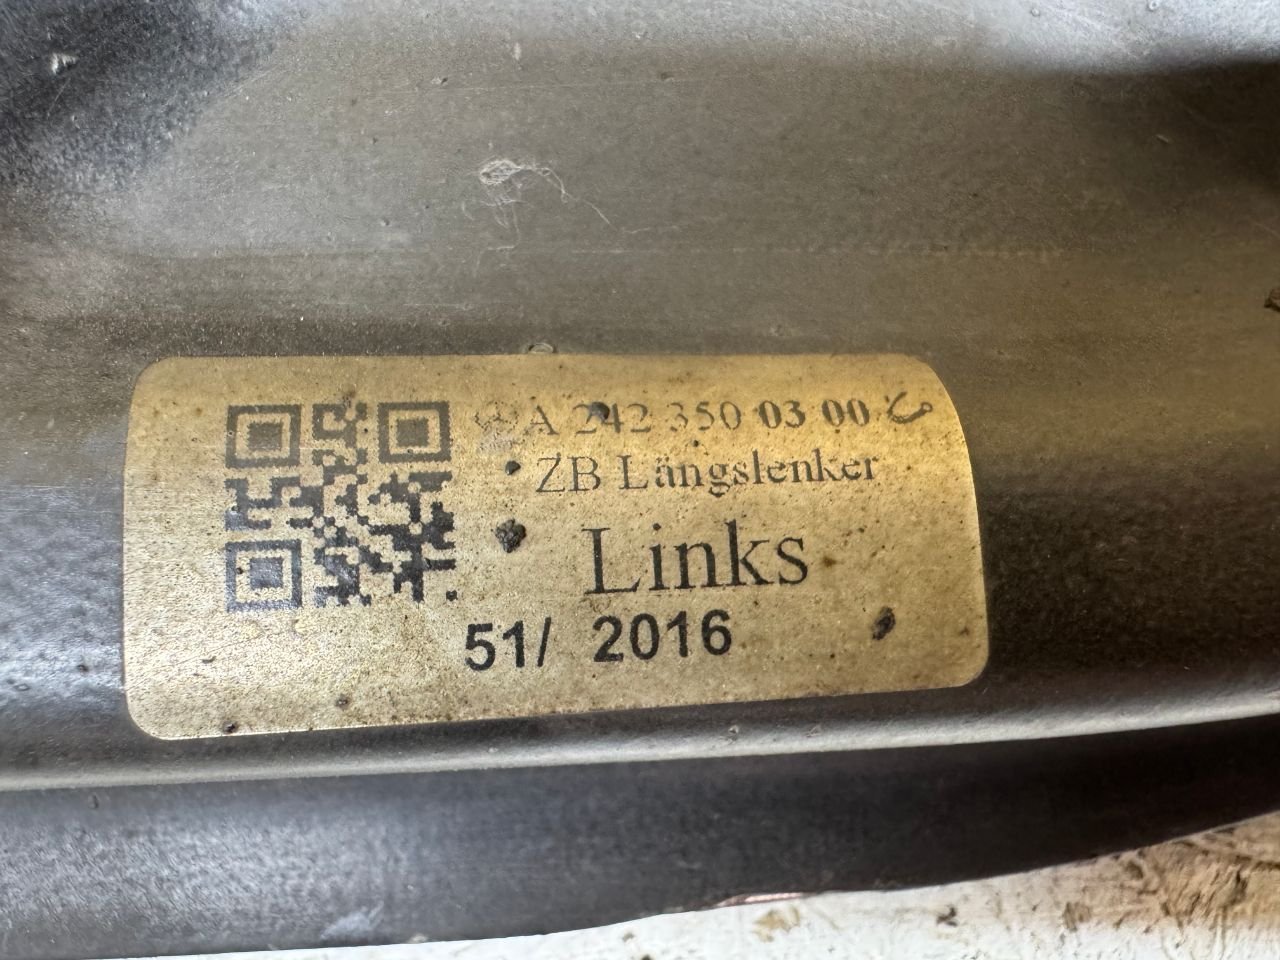 A 242 350 03 00
ZB Längslenker
Links
51/ 2016